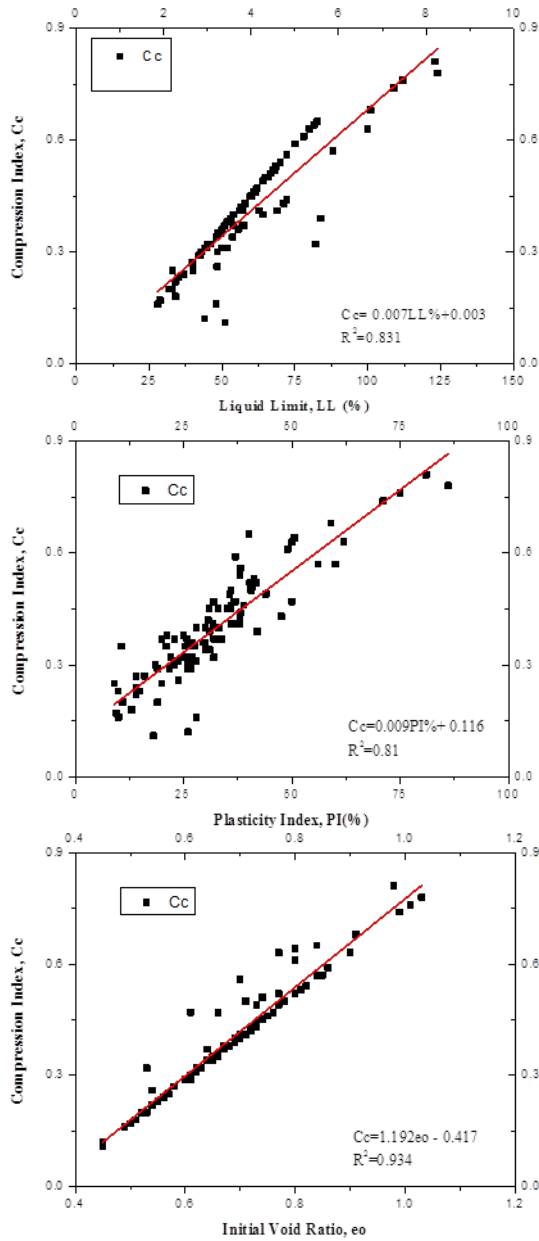 0 2 4 6 8 10
0.9 0.9
Cc
0.6 0.6
0.3 0.3
Compression Index, Cc
Cc= 0.007LL%+0.003
R²=0.831
0.0 0.0
0 25 50 75 100 125 150
Liquid Limit, LL (%)
0 25 50 75 100
0.9 0.9
Cc
0.6 0.6
0.3 0.3
Compression Index, Cc
Cc=0.009PI%+ 0.116
R²=0.81
0.0 0.0
0 25 50 75 100
Plasticity Index, PI(%)
0.4 0.6 0.8 1.0 1.2
0.9 0.9
Cc
0.6 0.6
0.3 0.3
Compression Index, Cc
Cc=1.192eo - 0.417
R²=0.934
0.0 0.0
0.4 0.6 0.8 1.0 1.2
Initial Void Ratio, eo